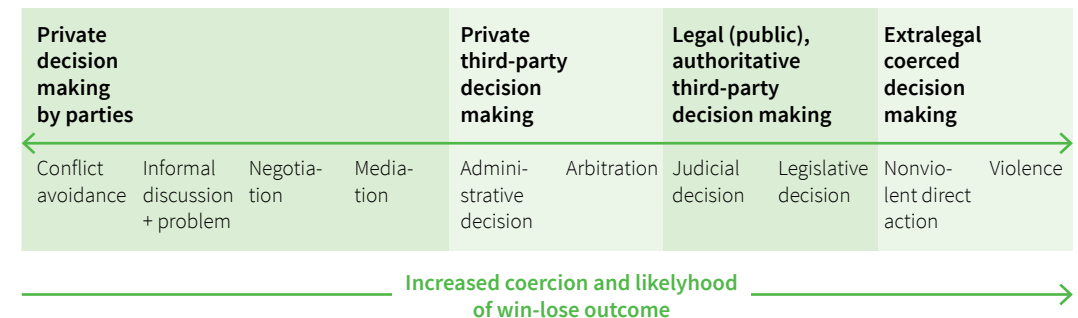 Private
decision
making
by parties
Private
third-party
decision
making
Legal (public),
authoritative
third-party
decision making
Extralegal
coerced
decision
making
Conflict
avoidance
Informal
discussion
+ problem
Negotia-
tion
Media-
tion
Admini-
strative
decision
Arbitration
Judicial
decision
Legislative
decision
Nonvio-
lent direct
action
Violence
Increased coercion and likelyhood
of win-lose outcome